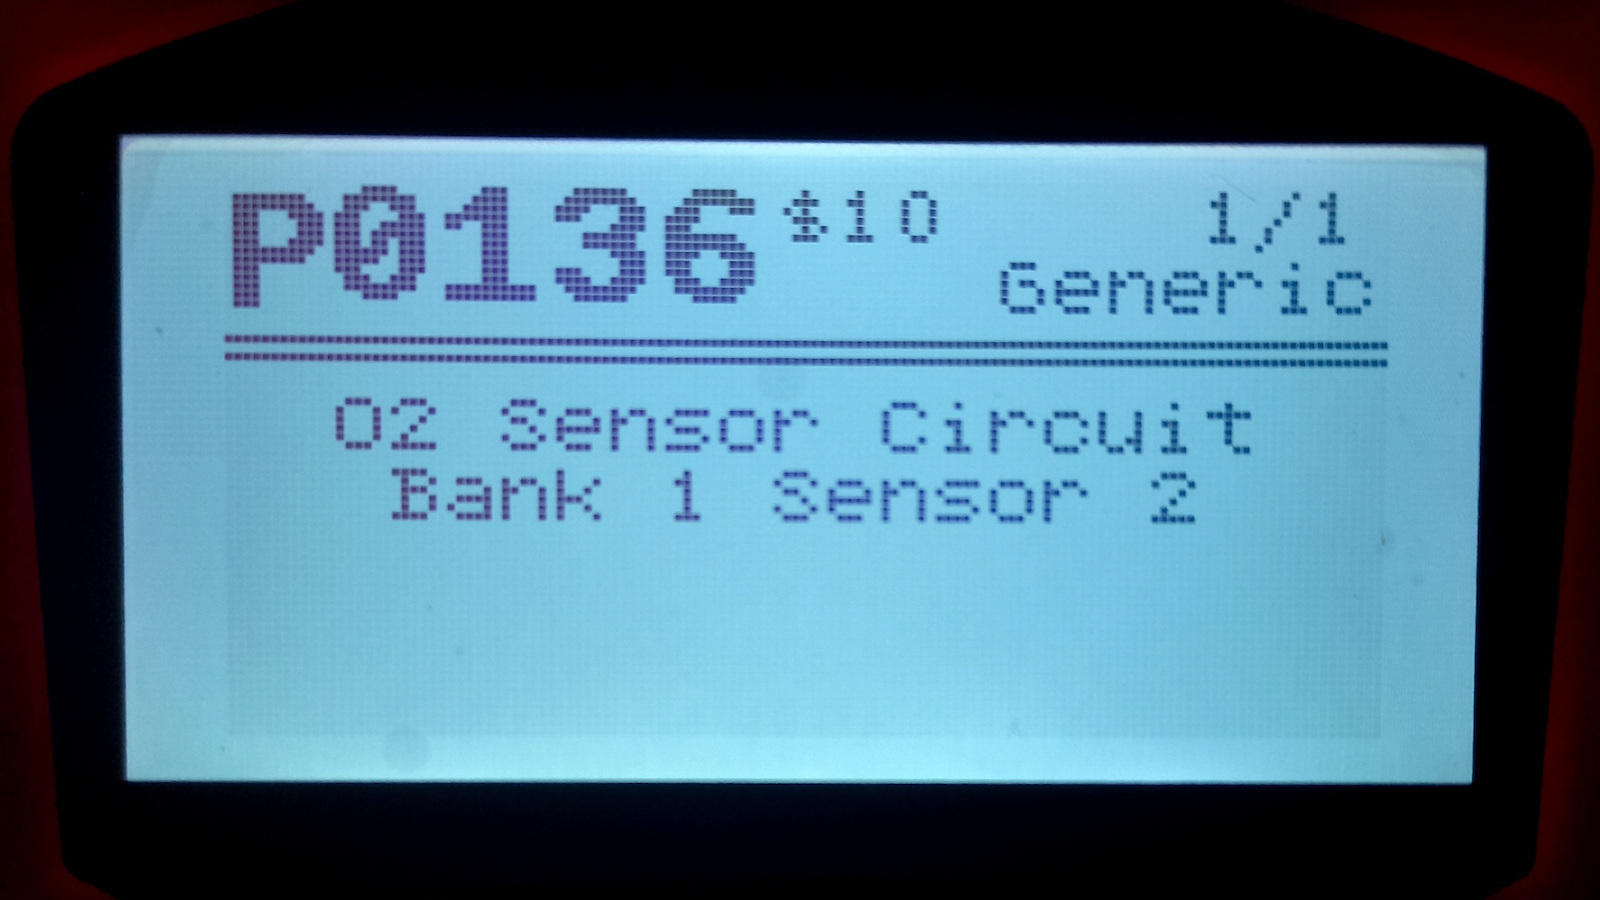 P0136 $10 1/1
Generic
O2 Sensor Circuit
Bank 1 Sensor 2